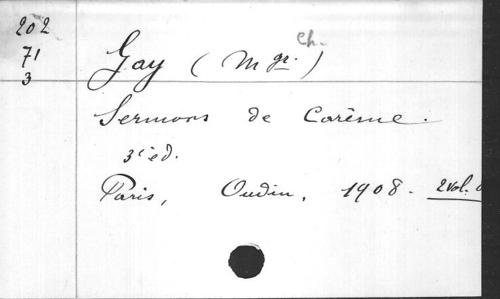 202
71
3
Gay (Mgr. Ch.)
Sermons de Carême.
3e éd.
Paris, Oudin, 1908. 2 vol.